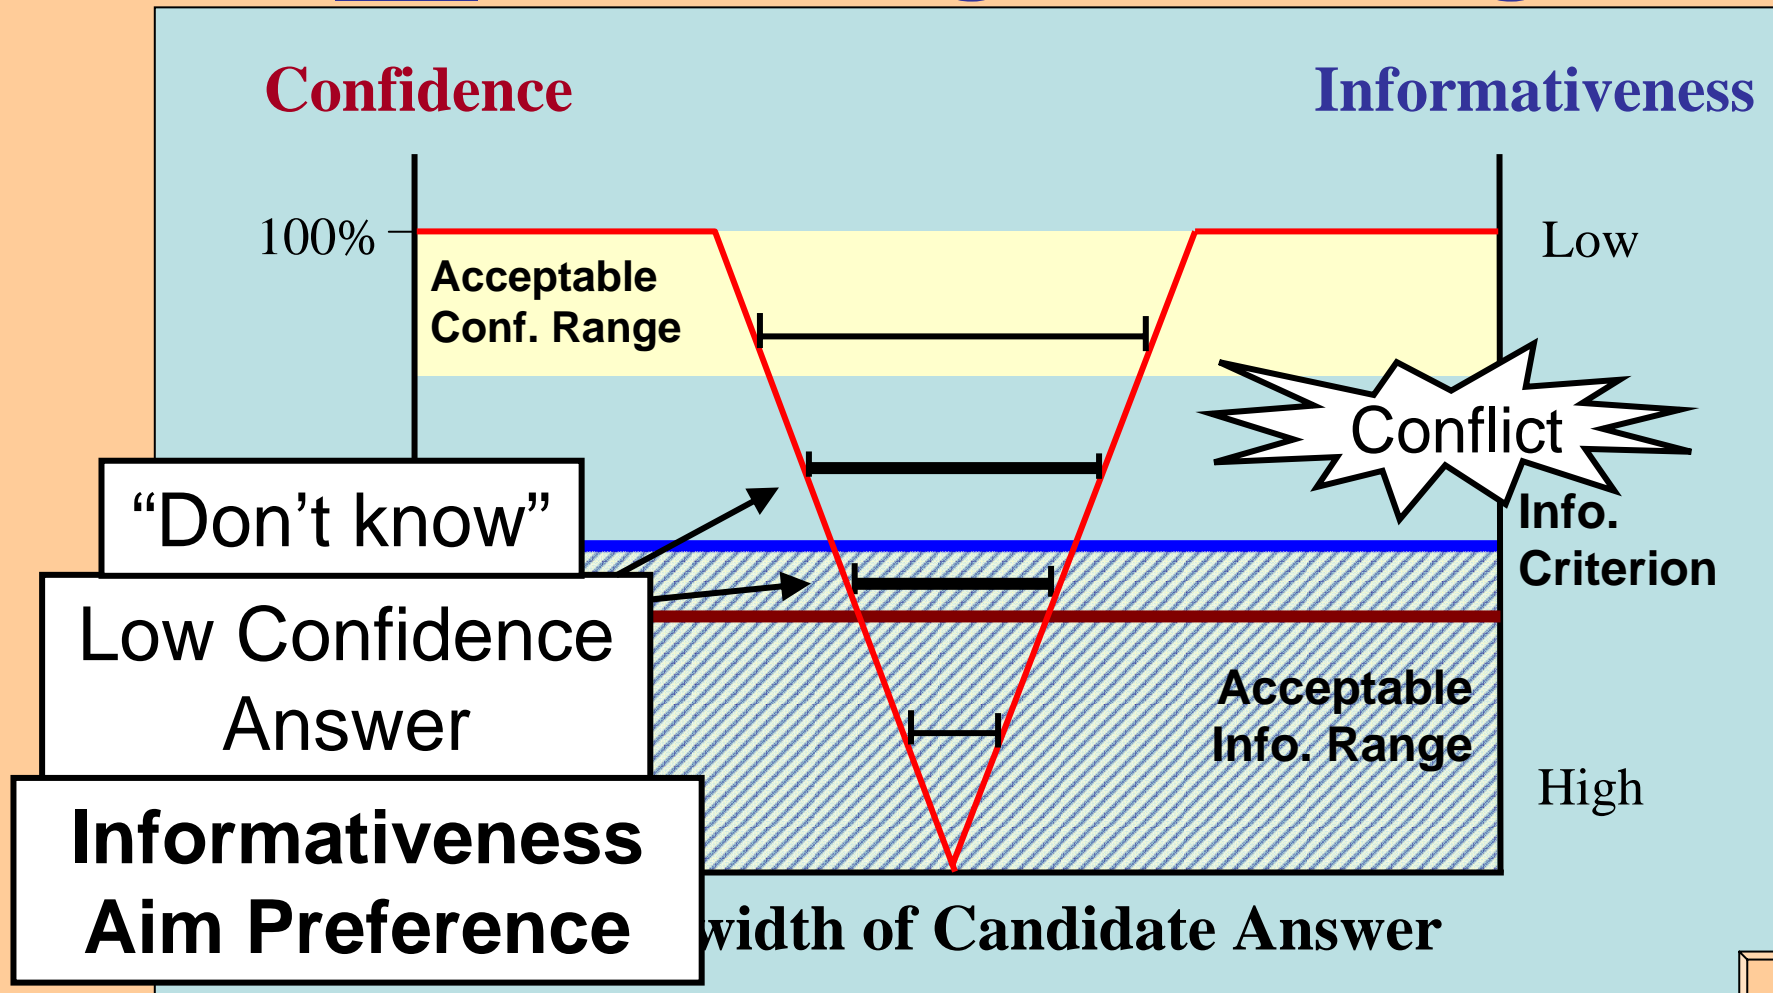 Confidence
Informativeness
100%
Low
Acceptable
Conf. Range
Conflict
"Don't know"
Info.
Criterion
Low Confidence
Answer
Acceptable
Info. Range
High
Informativeness
Aim Preference
width of Candidate Answer